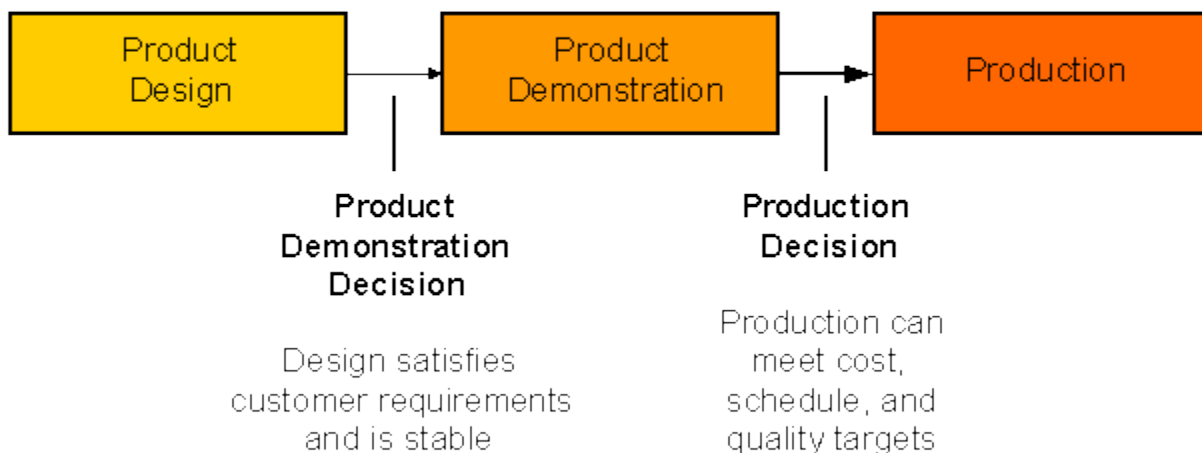 Product
Design
Product
Demonstration
Production
Product
Demonstration
Decision
Design satisfies
customer requirements
and is stable
Production
Decision
Production can
meet cost,
schedule, and
quality targets